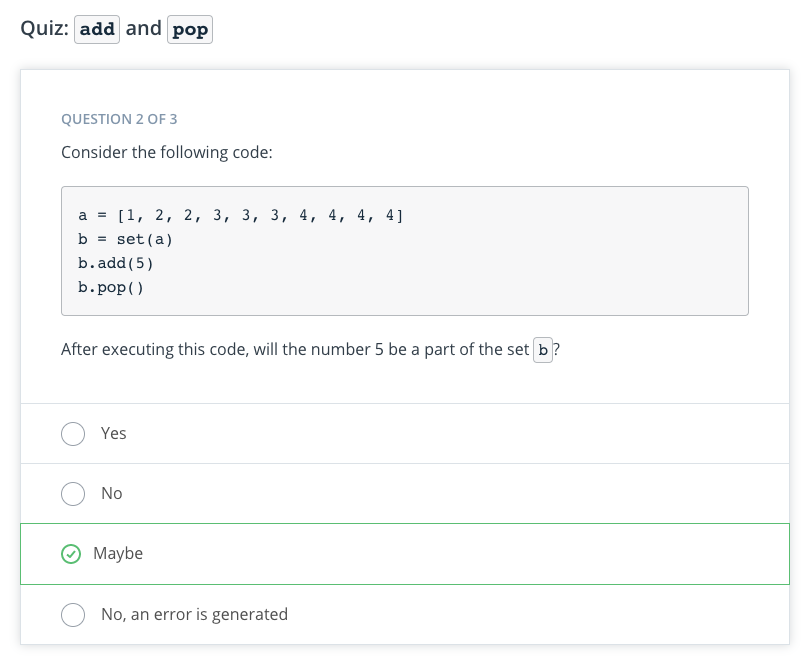 Quiz: add and pop
QUESTION 2 OF 3
Consider the following code:
a = [1, 2, 2, 3, 3, 3, 4, 4, 4, 4]
b = set(a)
b.add(5)
b.pop()
After executing this code, will the number 5 be a part of the set b?
Yes
No
Maybe
No, an error is generated